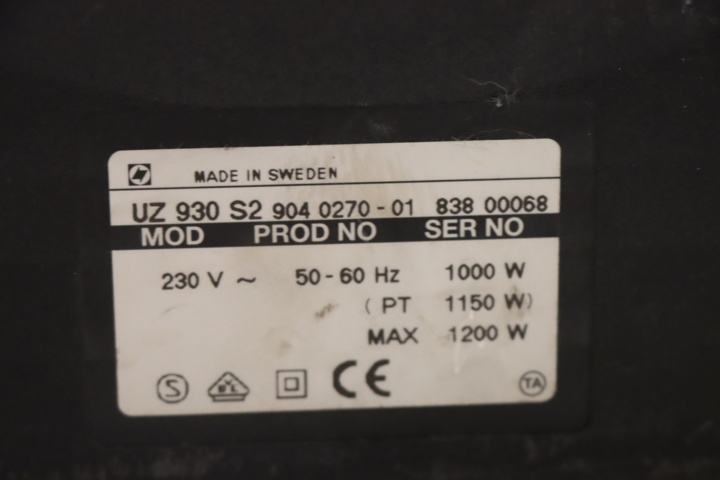 MADE IN SWEDEN
UZ 930 S2 904 0270-01 838 00068
MOD PROD NO SER NO
230 V ~ 50-60 Hz 1000 W
(PT 1150 W)
MAX 1200 W
S CE TA